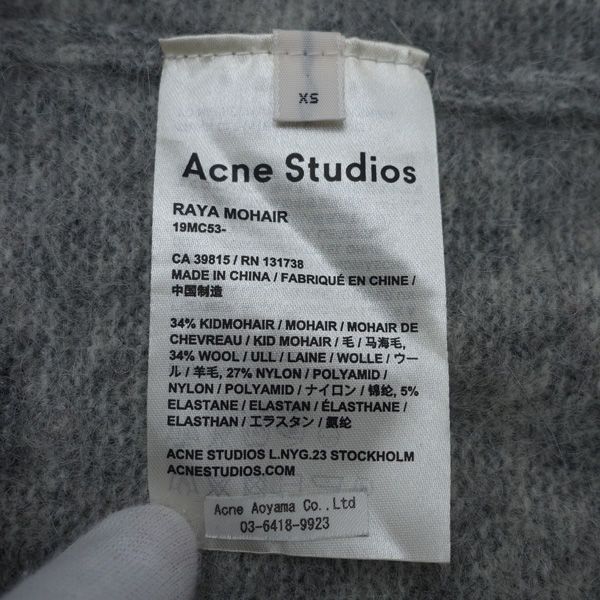 XS
Acne Studios
RAYA MOHAIR
19MC53-
CA 39815 / RN 131738
MADE IN CHINA / FABRIQUÉ EN CHINE /
中国制造
34% KIDMOHAIR / MOHAIR / MOHAIR DE
CHEVREAU / KID MOHAIR / 毛 / 马海毛,
34% WOOL / ULL / LAINE / WOLLE / ウー
ル / 羊毛, 27% NYLON / POLYAMID /
NYLON / POLYAMID / ナイロン / 锦纶, 5%
ELASTANE / ELASTAN / ÉLASTHANE /
ELASTHAN / エラスタン / 氨纶
ACNE STUDIOS L.NYG.23 STOCKHOLM
ACNESTUDIOS.COM
Acne Aoyama Co.,Ltd
03-6418-9923